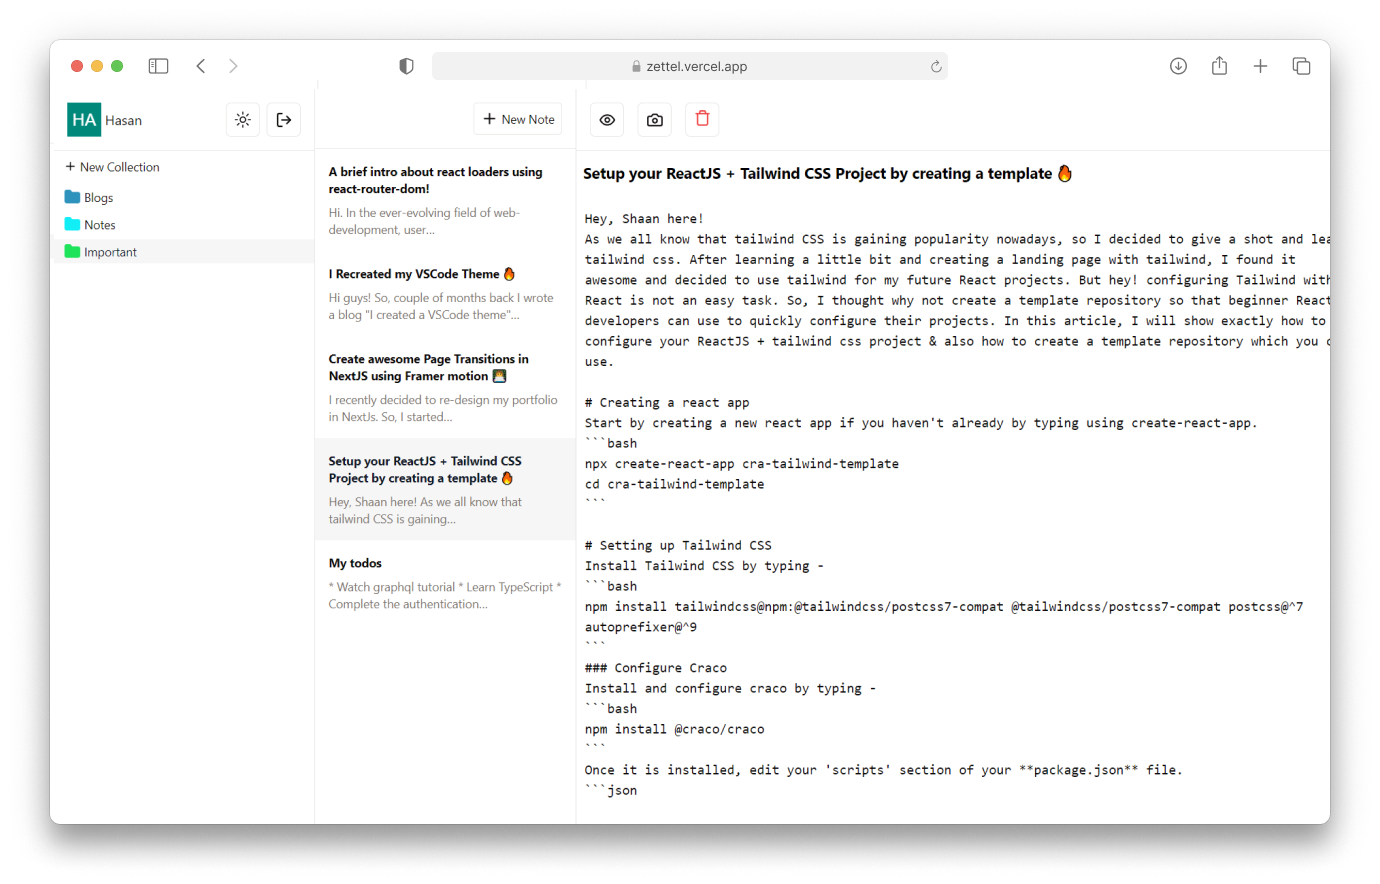 zettel.vercel.app
HA Hasan
+ New Collection
Blogs
Notes
Important
+ New Note
A brief intro about react loaders using
react-router-dom!
Hi. In the ever-evolving field of web-
development, user...
I Recreated my VSCode Theme 🔥
Hi guys! So, couple of months back I wrote
a blog "I created a VSCode theme"...
Create awesome Page Transitions in
NextJS using Framer motion
I recently decided to re-design my portfolio
in NextJs. So, I started...
Setup your ReactJS + Tailwind CSS
Project by creating a template 🔥
Hey, Shaan here! As we all know that
tailwind CSS is gaining...
My todos
* Watch graphql tutorial * Learn TypeScript *
Complete the authentication...
Setup your ReactJS + Tailwind CSS Project by creating a template 🔥
Hey, Shaan here!
As we all know that tailwind CSS is gaining popularity nowadays, so I decided to give a shot and lea
tailwind css. After learning a little bit and creating a landing page with tailwind, I found it
awesome and decided to use tailwind for my future React projects. But hey! configuring Tailwind with
React is not an easy task. So, I thought why not create a template repository so that beginner React
developers can use to quickly configure their projects. In this article, I will show exactly how to
configure your ReactJS + tailwind css project & also how to create a template repository which you c
use.
# Creating a react app
Start by creating a new react app if you haven't already by typing using create-react-app.
```bash
npx create-react-app cra-tailwind-template
cd cra-tailwind-template
```
# Setting up Tailwind CSS
Install Tailwind CSS by typing -
```bash
npm install tailwindcss@npm:@tailwindcss/postcss7-compat @tailwindcss/postcss7-compat postcss@^7
autoprefixer@^9
```
### Configure Craco
Install and configure craco by typing -
```bash
npm install @craco/craco
```
Once it is installed, edit your 'scripts' section of your **package.json** file.
```json